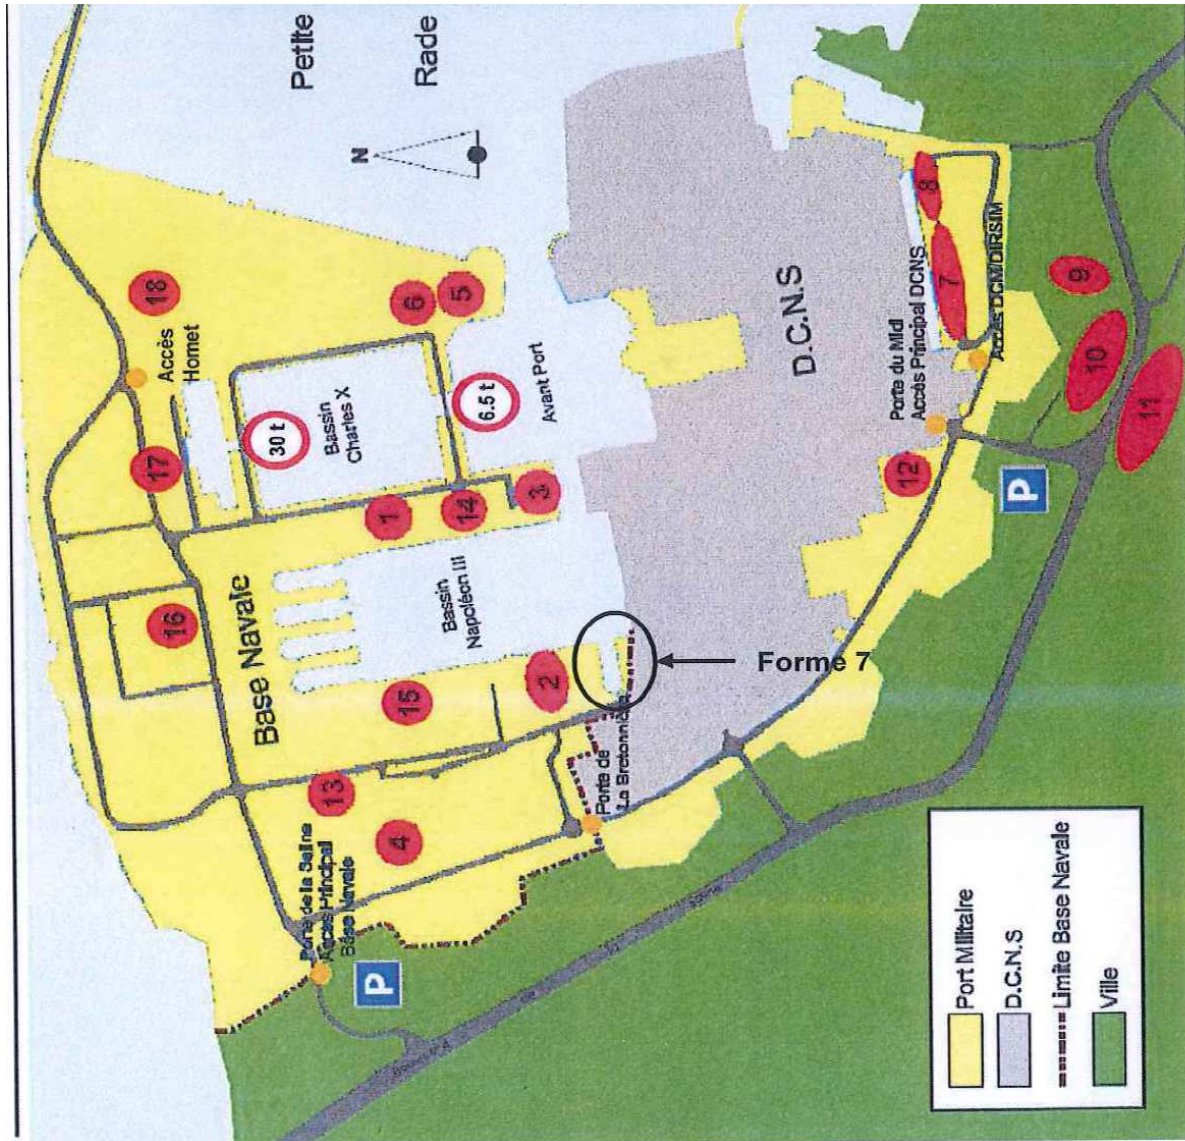 Petite
Rade
N
18
Accès
Homet
6
5
17
30 t
Bassin
Charles X
6.5 t
Avant Port
1
14
3
16
Base Navale
Bassin
Napoléon III
15
2
Forme 7
D.C.N.S
8
7
Porte du Midi
Accès Principal DCNS
Accès DCM/DIRSIM
9
10
11
12
P
13
4
Porte de
La Bretonnière
Porte de la Saline
Accès Principal
Base Navale
P
Port Militaire
D.C.N.S
Limite Base Navale
Ville